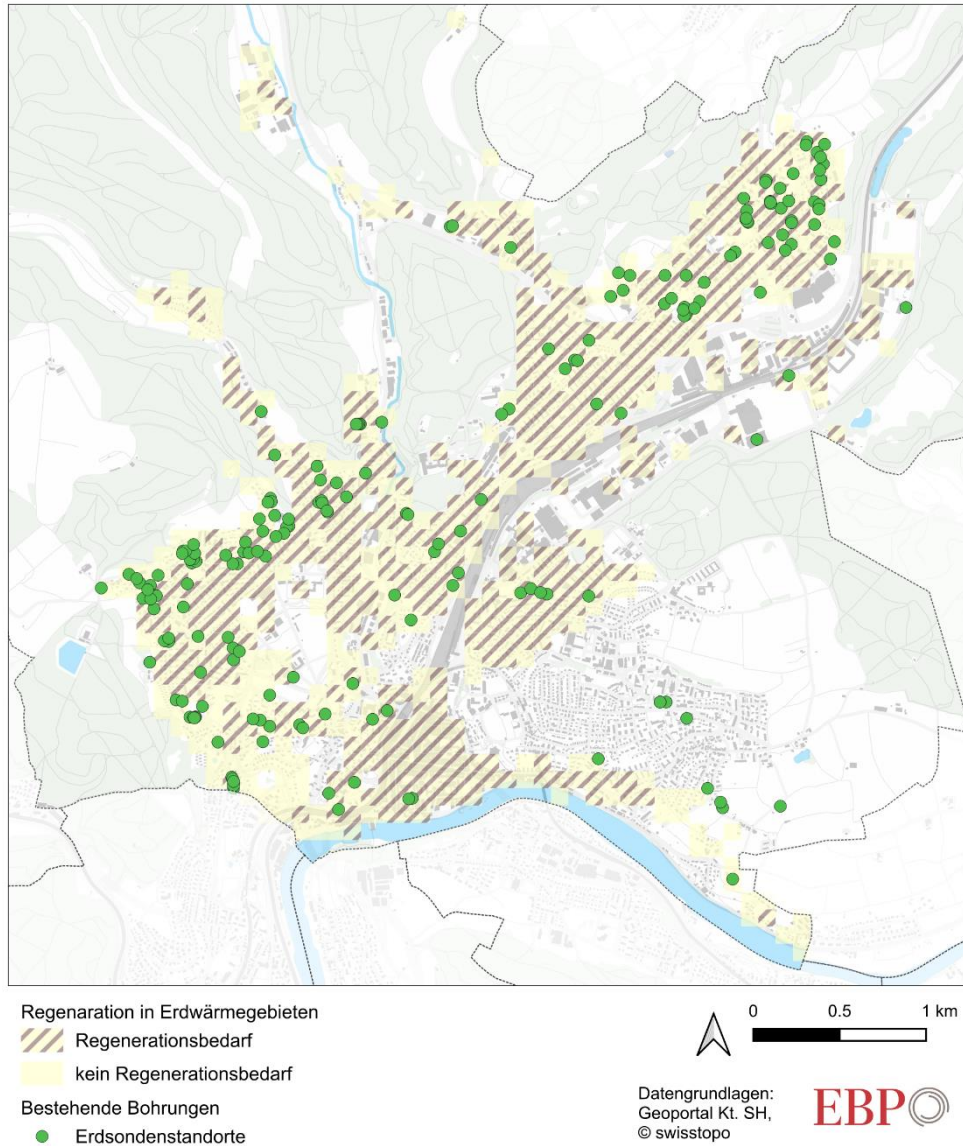 Regenaration in Erdwärmegebieten
Regenerationsbedarf
kein Regenerationsbedarf
Bestehende Bohrungen
Erdsondenstandorte
0 0.5 1 km
Datengrundlagen:
Geoportal Kt. SH,
© swisstopo
EBP